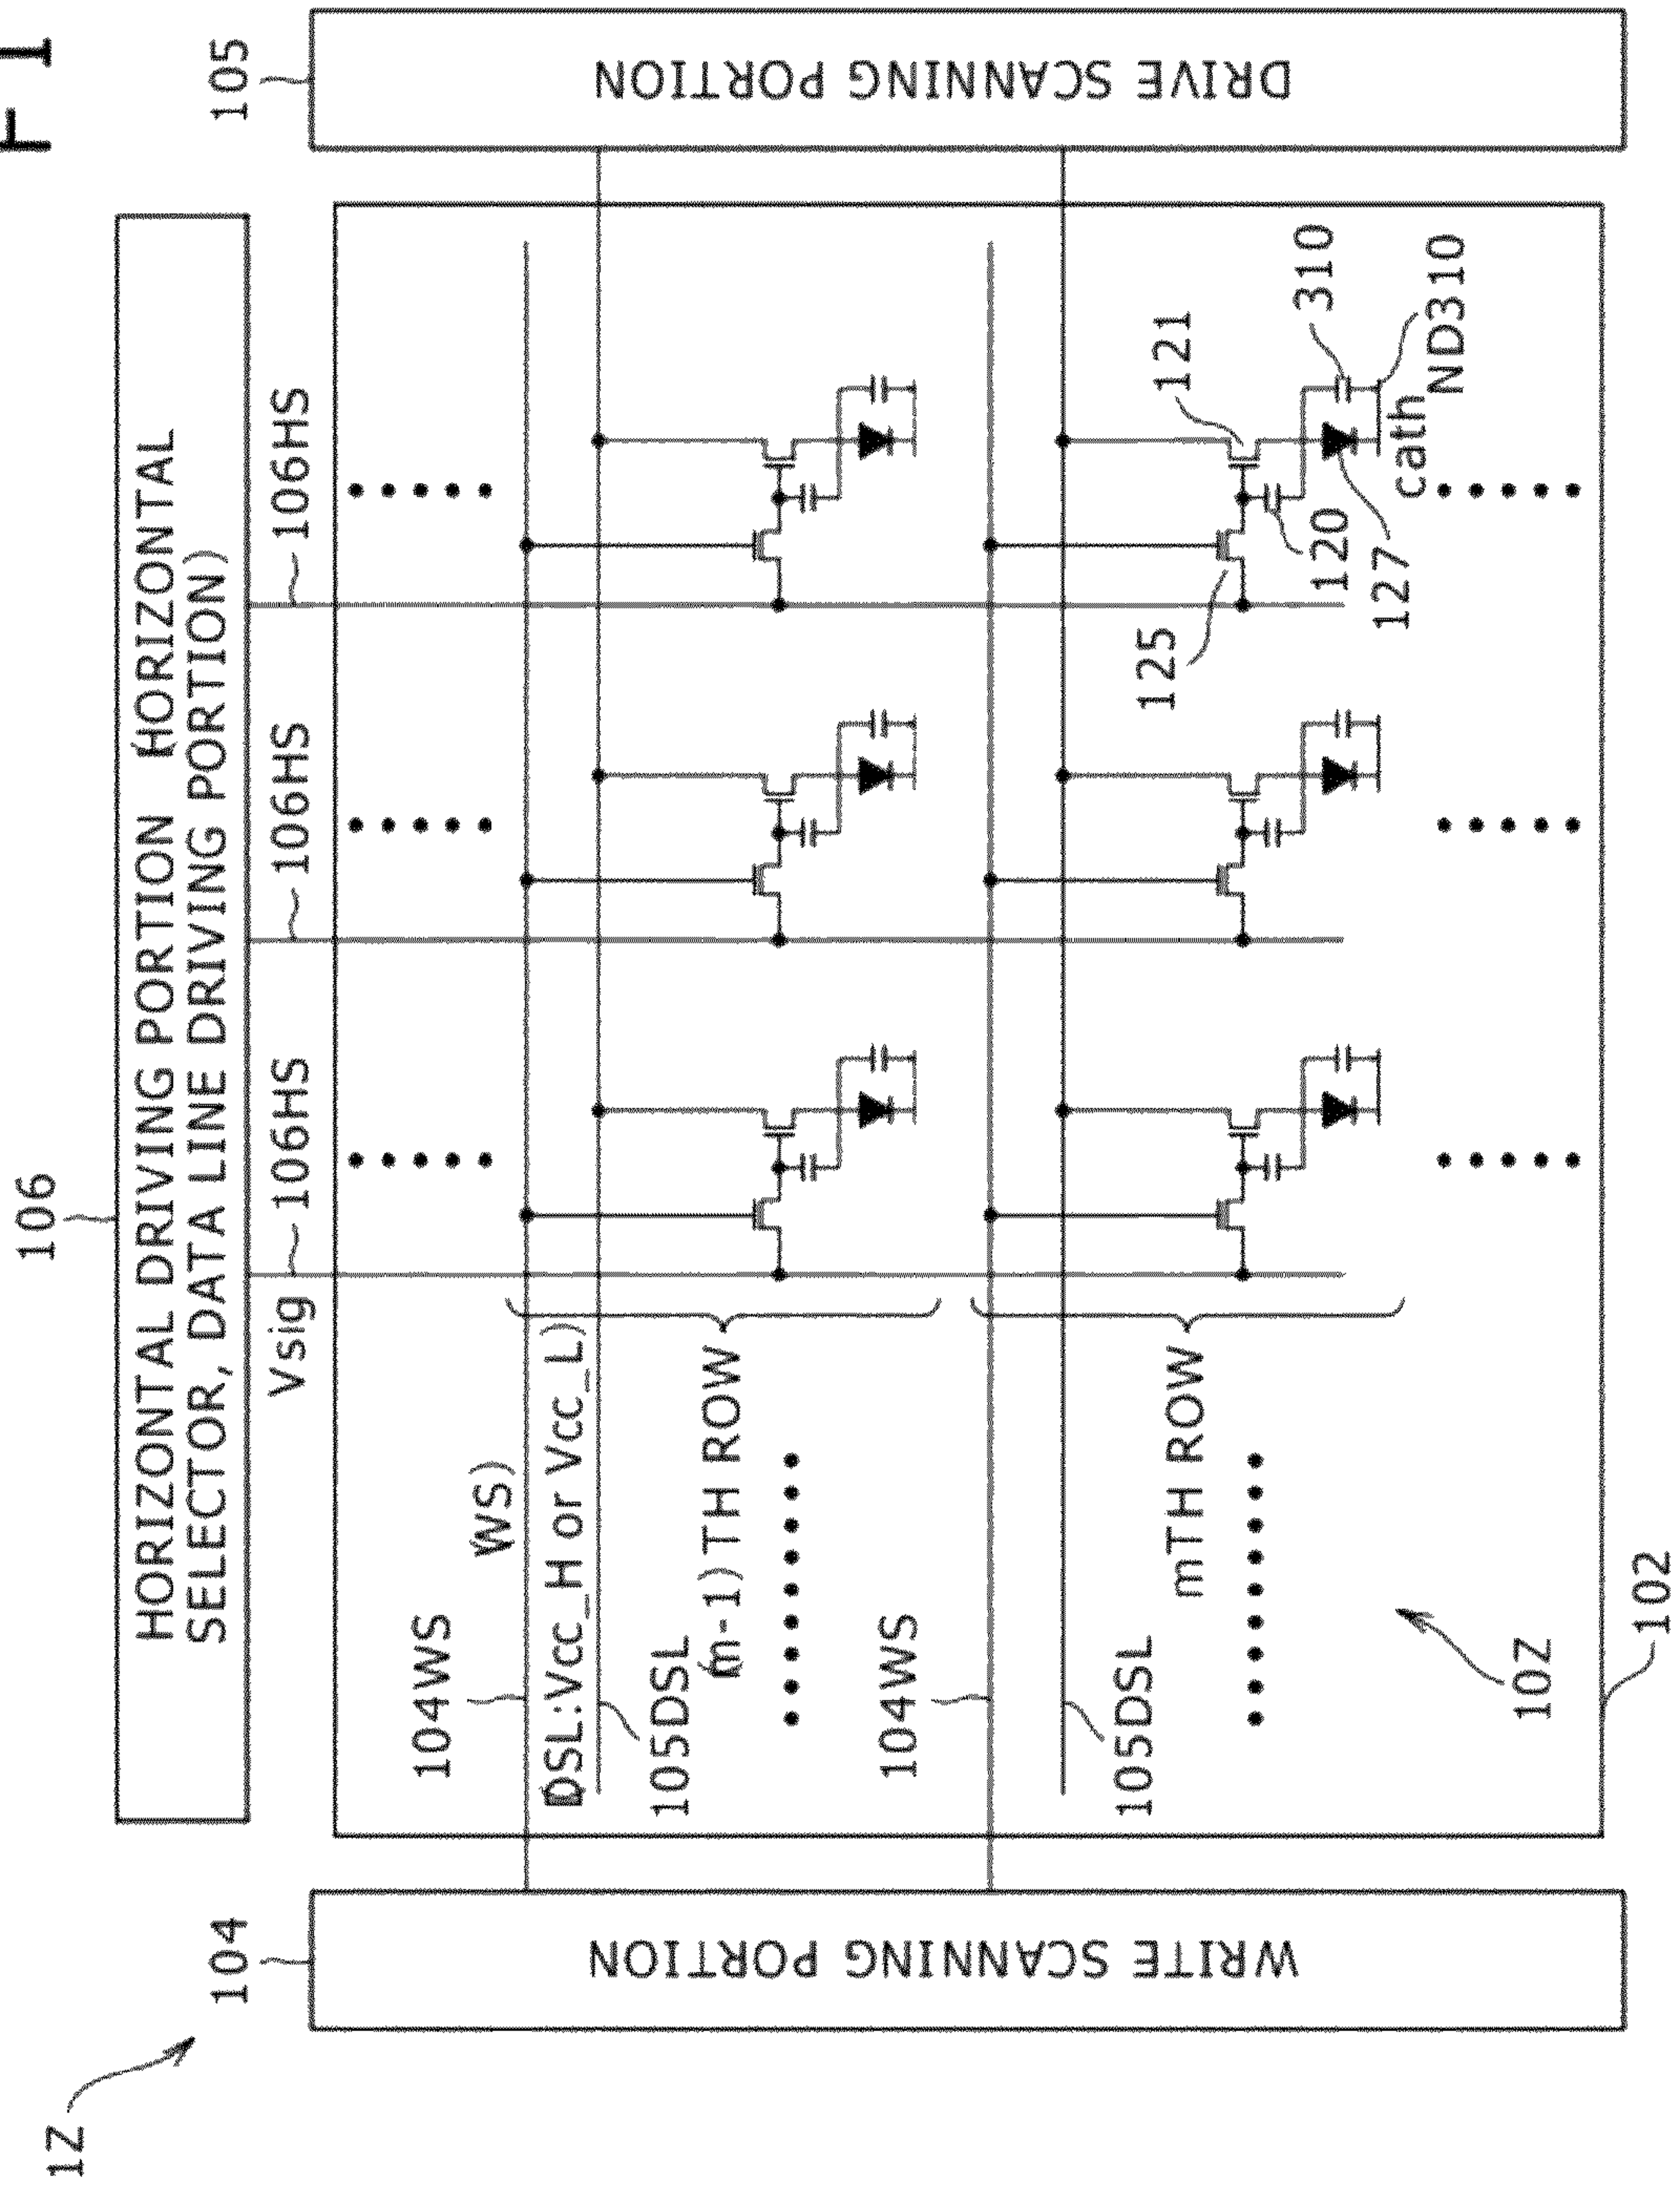 1Z
106
HORIZONTAL DRIVING PORTION (HORIZONTAL
SELECTOR, DATA LINE DRIVING PORTION)
104
105
Vsig
106HS
106HS
106HS
WRITE SCANNING PORTION
DRIVE SCANNING PORTION
104WS
WS)
(DSL:Vcc_H or Vcc_L)
105DSL
(m-1) TH ROW
104WS
105DSL
mTH ROW
125
121
120
127
310
cath
ND310
10Z
102